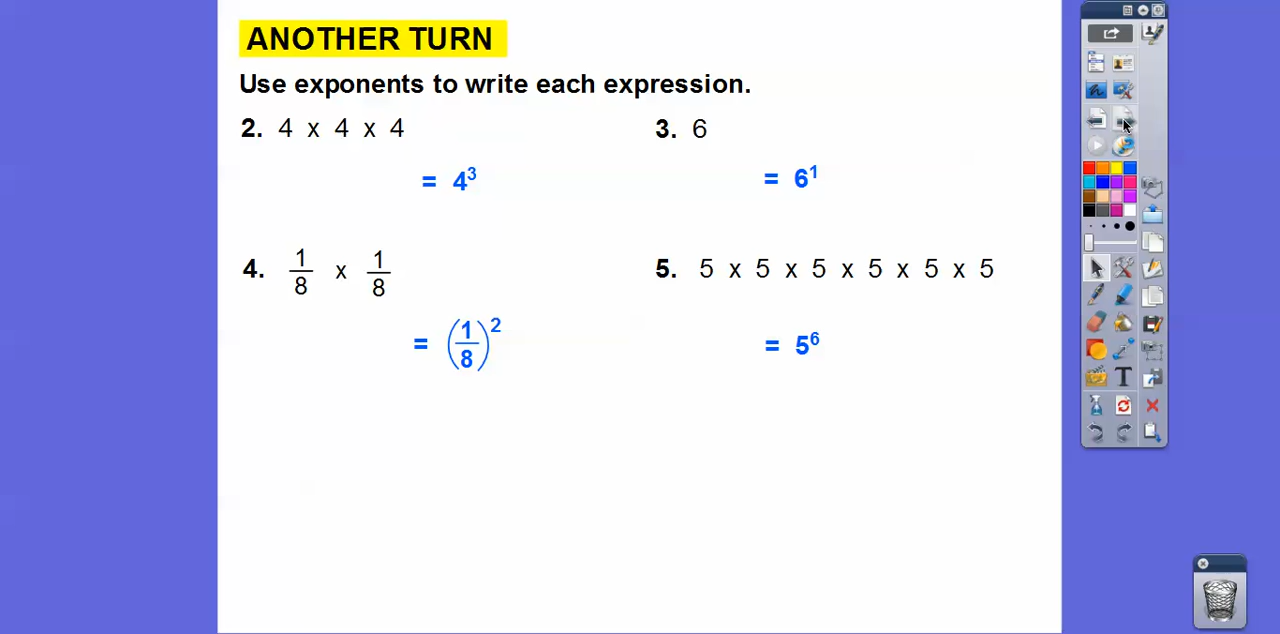 ANOTHER TURN
Use exponents to write each expression.
2. 4 x 4 x 4
= 4³
3. 6
= 6¹
4. 1/8 x 1/8
= (1/8)²
5. 5 x 5 x 5 x 5 x 5 x 5
= 5⁶